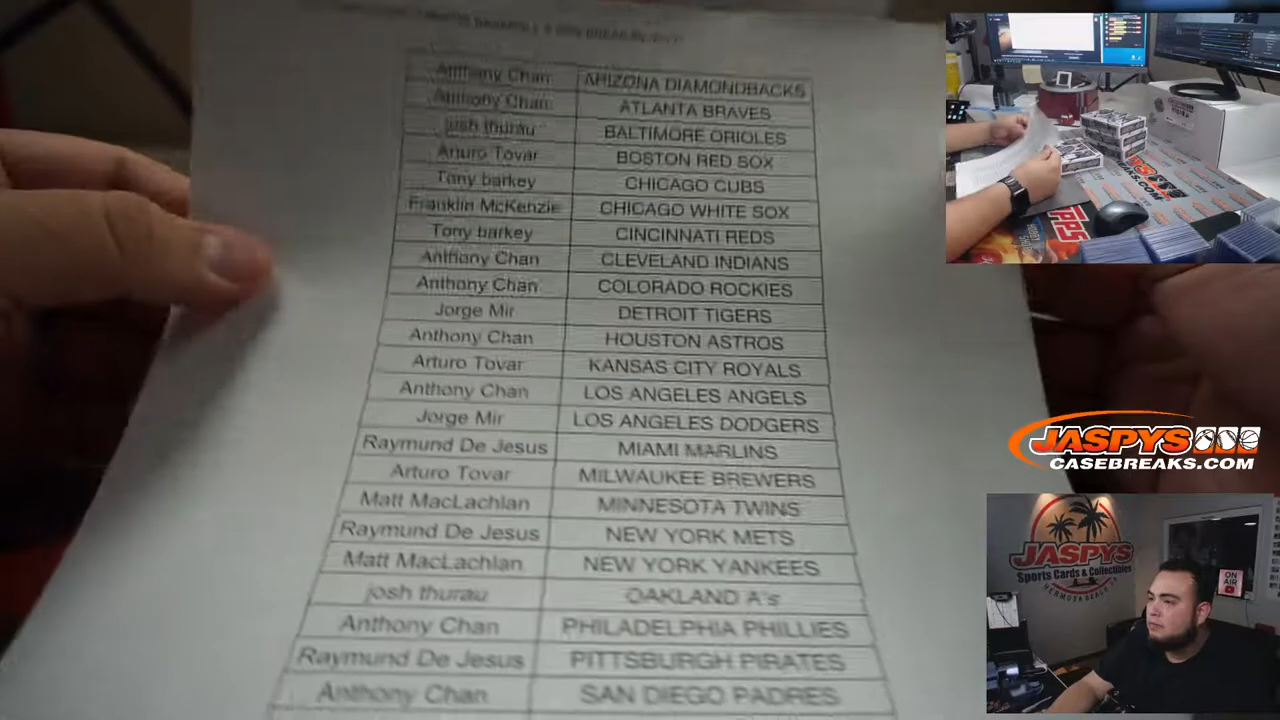 Anthony Chan ARIZONA DIAMONDBACKS
Anthony Chan ATLANTA BRAVES
josh thurau BALTIMORE ORIOLES
Arturo Tovar BOSTON RED SOX
Tony barkey CHICAGO CUBS
Franklin McKenzie CHICAGO WHITE SOX
Tony barkey CINCINNATI REDS
Anthony Chan CLEVELAND INDIANS
Anthony Chan COLORADO ROCKIES
Jorge Mir DETROIT TIGERS
Anthony Chan HOUSTON ASTROS
Arturo Tovar KANSAS CITY ROYALS
Anthony Chan LOS ANGELES ANGELS
Jorge Mir LOS ANGELES DODGERS
Raymund De Jesus MIAMI MARLINS
Arturo Tovar MILWAUKEE BREWERS
Matt MacLachlan MINNESOTA TWINS
Raymund De Jesus NEW YORK METS
Matt MacLachlan NEW YORK YANKEES
josh thurau OAKLAND A's
Anthony Chan PHILADELPHIA PHILLIES
Raymund De Jesus PITTSBURGH PIRATES
Anthony Chan SAN DIEGO PADRES
JASPYS
CASEBREAKS.COM
JASPYS
Sports Cards & Collectibles
HERMOSA BEACH
ON
AIR